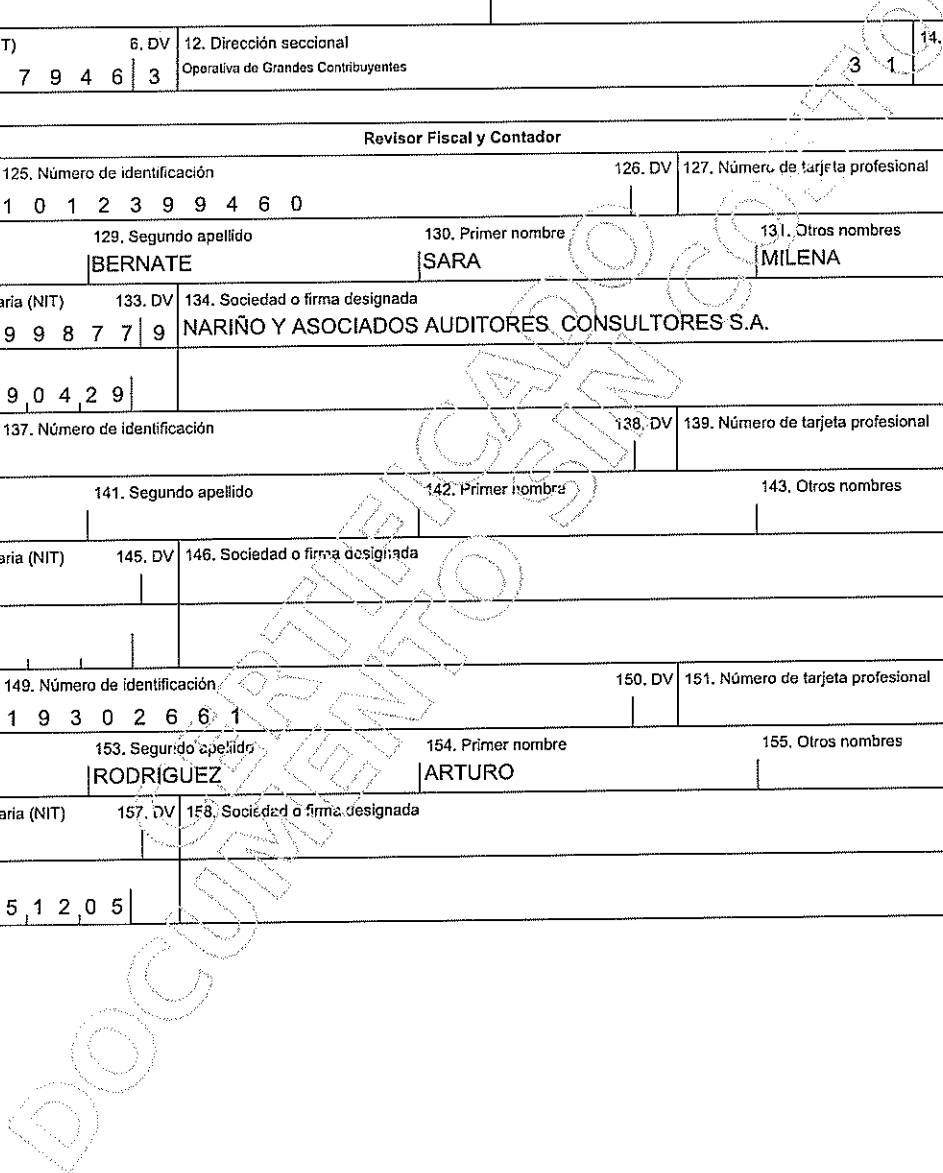 T) 6. DV 12. Dirección seccional 14.
7 9 4 6 3 Operativa de Grandes Contribuyentes 3 1
Revisor Fiscal y Contador
125. Número de identificación 126. DV 127. Número de tarjeta profesional
1 0 1 2 3 9 9 4 6 0
129. Segundo apellido 130. Primer nombre 131. Otros nombres
BERNATE SARA MILENA
aria (NIT) 133. DV 134. Sociedad o firma designada
9 9 8 7 7 9 NARIÑO Y ASOCIADOS AUDITORES CONSULTORES S.A.
9 0 4 2 9
137. Número de identificación 138. DV 139. Número de tarjeta profesional
141. Segundo apellido 142. Primer nombre 143. Otros nombres
aria (NIT) 145. DV 146. Sociedad o firma designada
149. Número de identificación 150. DV 151. Número de tarjeta profesional
1 9 3 0 2 6 6 1
153. Segundo apellido 154. Primer nombre 155. Otros nombres
RODRIGUEZ ARTURO
aria (NIT) 157. DV 158. Sociedad o firma designada
5 1 2 0 5
CERTIFICADO
DOCUMENTO SIN COSTO